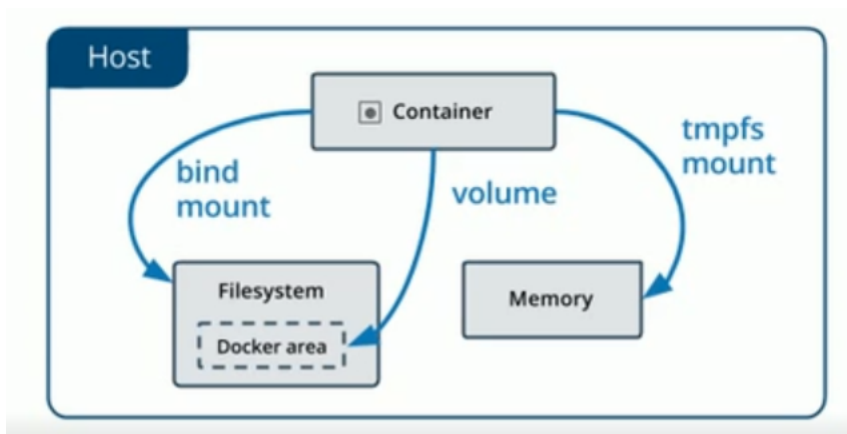 Host
Container
bind
mount
volume
tmpfs
mount
Filesystem
Docker area
Memory